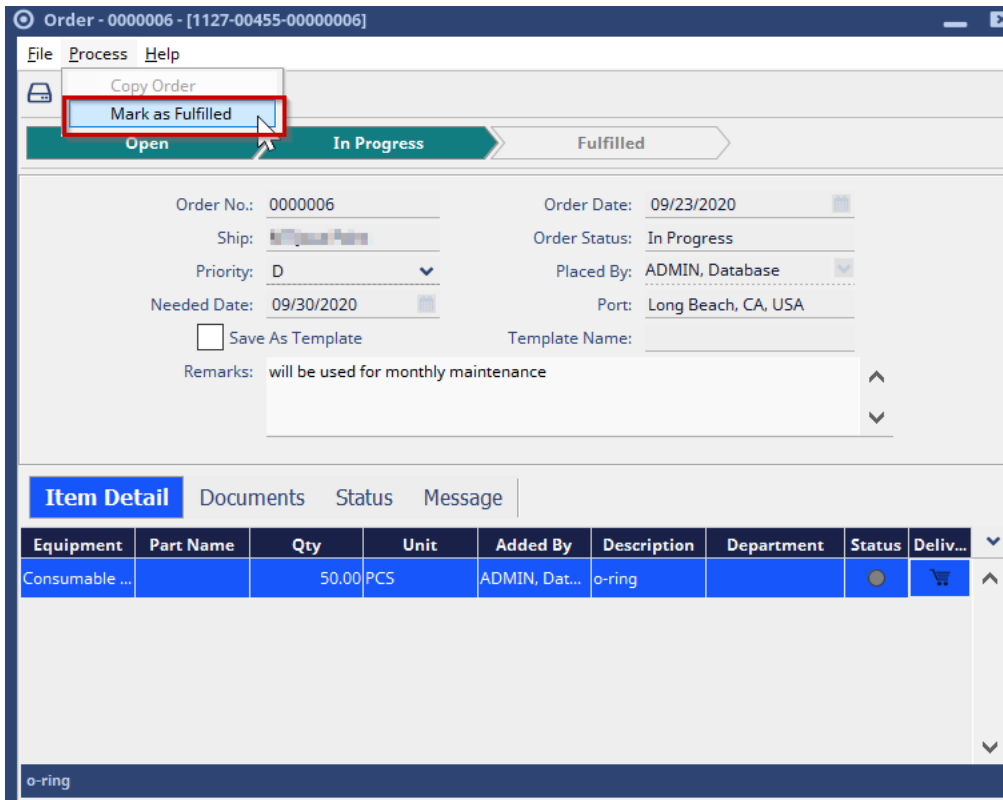 Order - 0000006 - [1127-00455-00000006]
File Process Help
Copy Order
Mark as Fulfilled
Open In Progress Fulfilled
Order No.: 0000006 Order Date: 09/23/2020
Ship: Order Status: In Progress
Priority: D Placed By: ADMIN, Database
Needed Date: 09/30/2020 Port: Long Beach, CA, USA
Save As Template Template Name:
Remarks: will be used for monthly maintenance
Item Detail Documents Status Message
Equipment Part Name Qty Unit Added By Description Department Status Deliv...
Consumable ... 50.00 PCS ADMIN, Dat... o-ring
o-ring